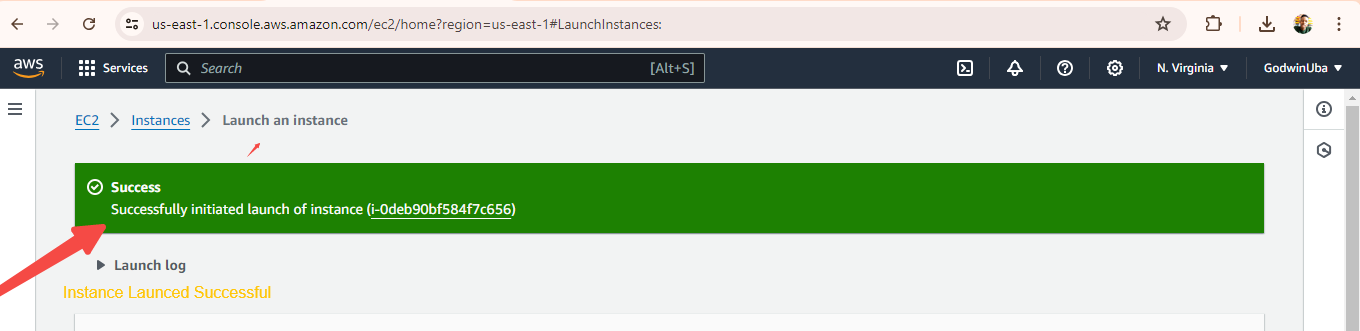 us-east-1.console.aws.amazon.com/ec2/home?region=us-east-1#LaunchInstances:
aws Services Search [Alt+S] N. Virginia GodwinUba
EC2 Instances Launch an instance
Success
Successfully initiated launch of instance (i-0deb90bf584f7c656)
Launch log
Instance Launced Successful